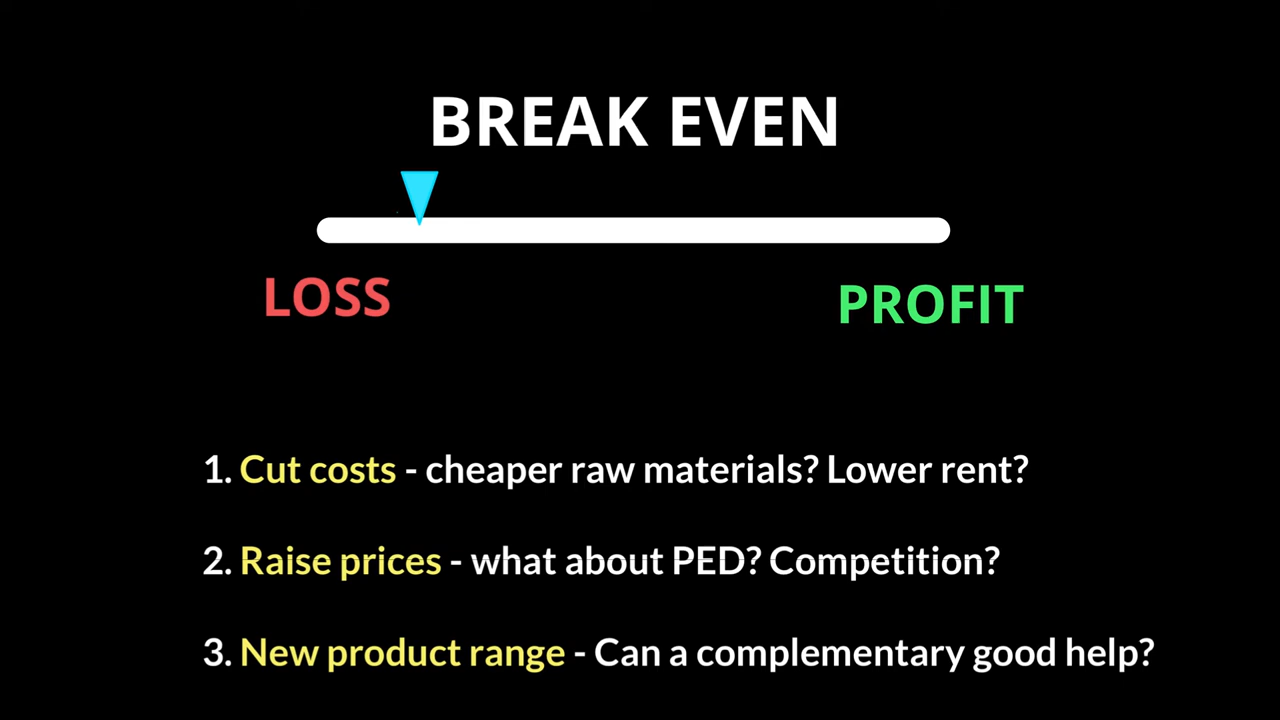 BREAK EVEN
LOSS
PROFIT
1. Cut costs - cheaper raw materials? Lower rent?
2. Raise prices - what about PED? Competition?
3. New product range - Can a complementary good help?